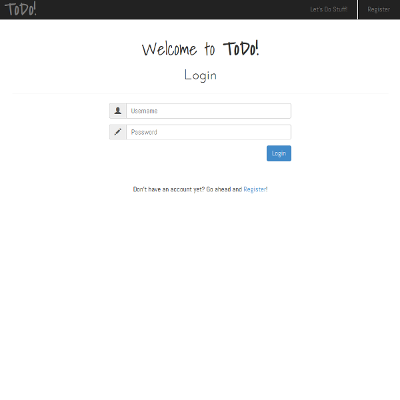 ToDo!
Let's Do Stuff!
Register
Welcome to ToDo!
Login
Username
Password
Login
Don't have an account yet? Go ahead and Register!